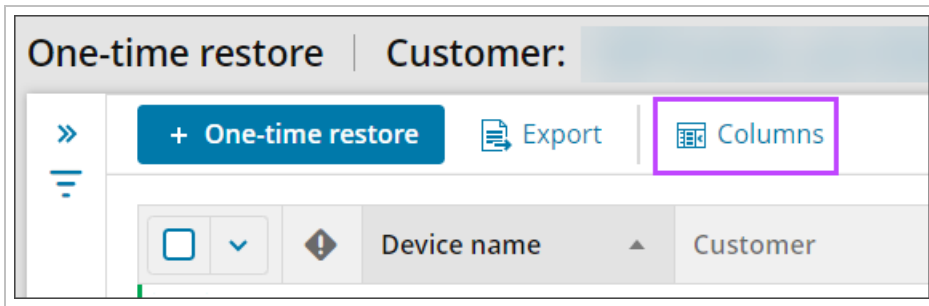 One-time restore | Customer:
+ One-time restore Export Columns
Device name Customer